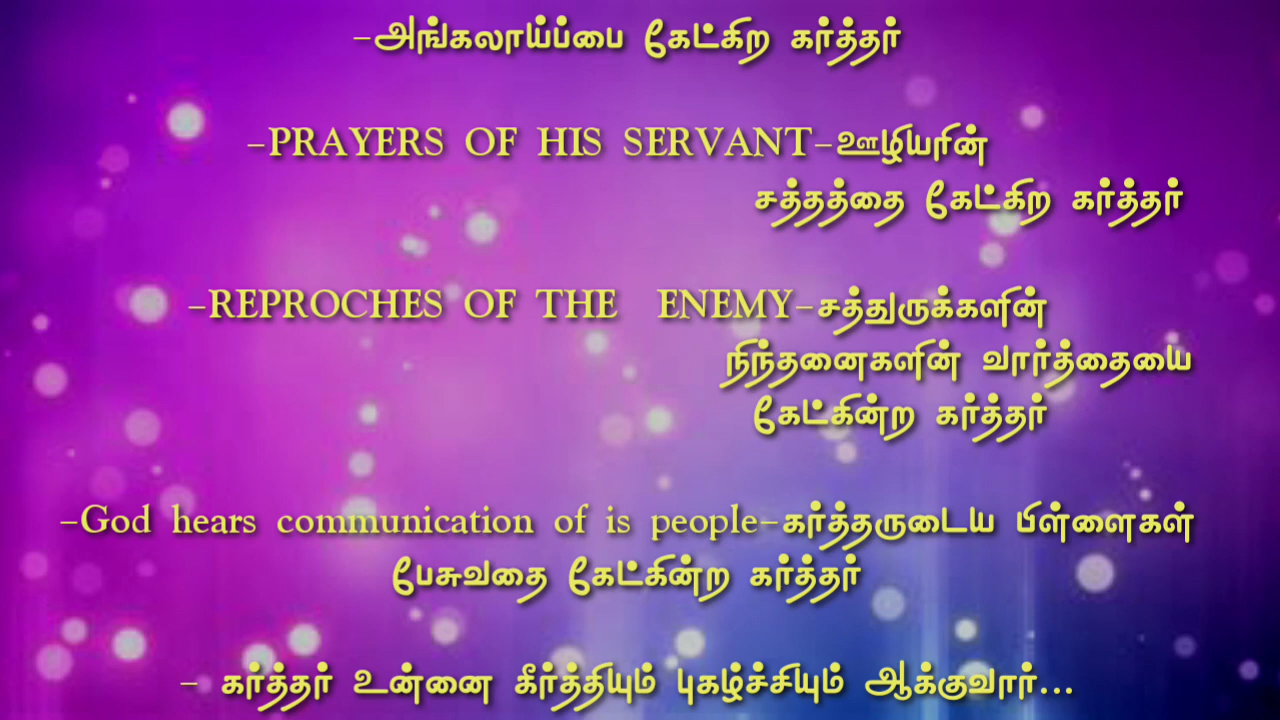 -அங்கலாய்ப்பை கேட்கிற கர்த்தர்
-PRAYERS OF HIS SERVANT-ஊழியரின்
சத்தத்தை கேட்கிற கர்த்தர்
-REPROCHES OF THE ENEMY-சத்துருக்களின்
நிந்தனைகளின் வார்த்தையை
கேட்கின்ற கர்த்தர்
-God hears communication of is people-கர்த்தருடைய பிள்ளைகள்
பேசுவதை கேட்கின்ற கர்த்தர்
- கர்த்தர் உன்னை கீர்த்தியும் புகழ்ச்சியும் ஆக்குவார்...